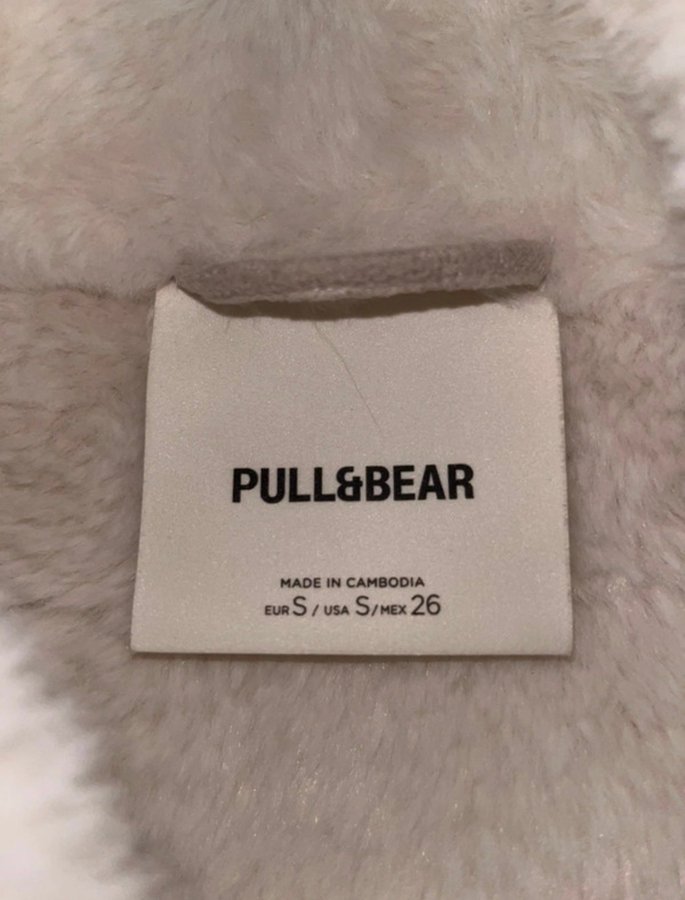 PULL&BEAR
MADE IN CAMBODIA
EUR S / USA S/MEX 26